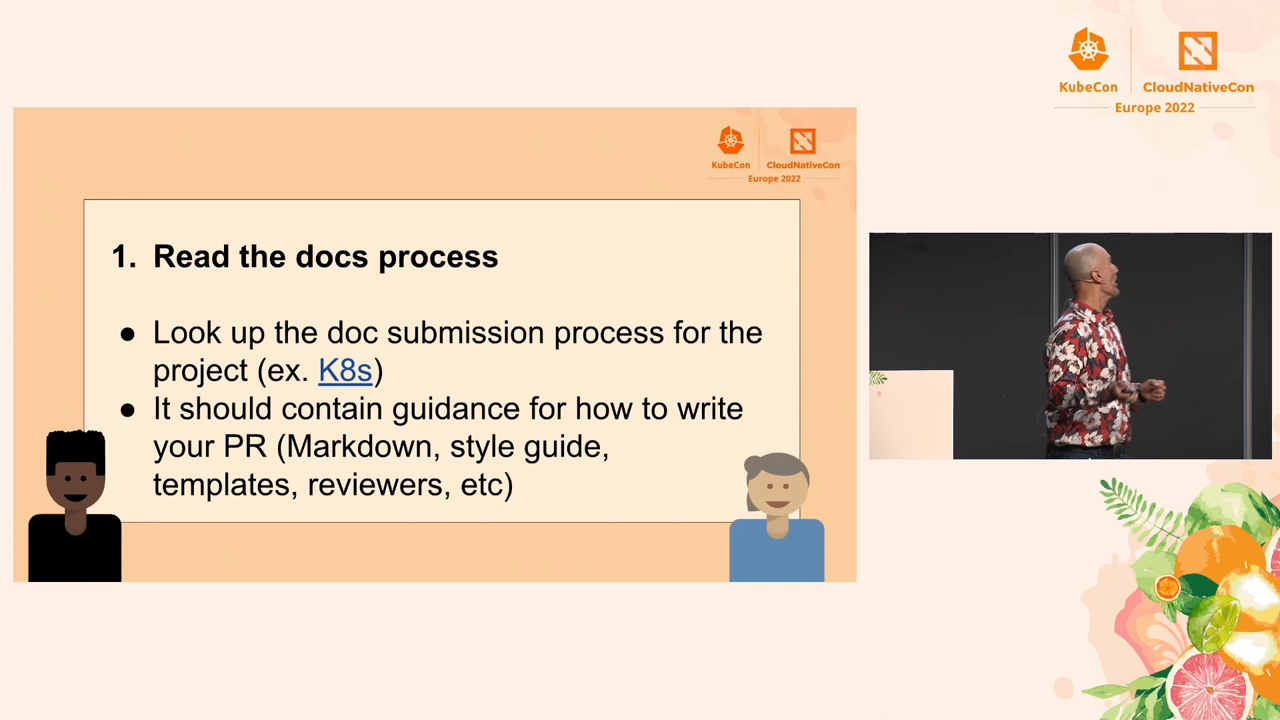 KubeCon
CloudNativeCon
Europe 2022
KubeCon
CloudNativeCon
Europe 2022
1. Read the docs process
● Look up the doc submission process for the
project (ex. K8s)
● It should contain guidance for how to write
your PR (Markdown, style guide,
templates, reviewers, etc)